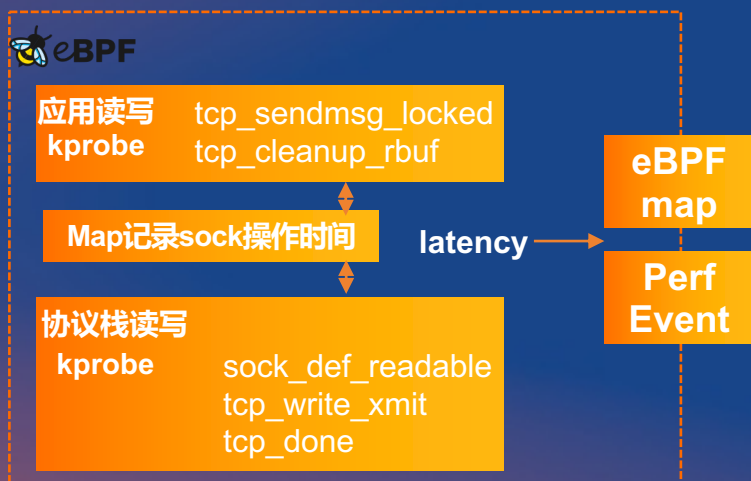 eBPF
应用读写 tcp_sendmsg_locked
kprobe tcp_cleanup_rbuf
Map记录sock操作时间
协议栈读写
kprobe sock_def_readable
tcp_write_xmit
tcp_done
latency
eBPF
map
Perf
Event